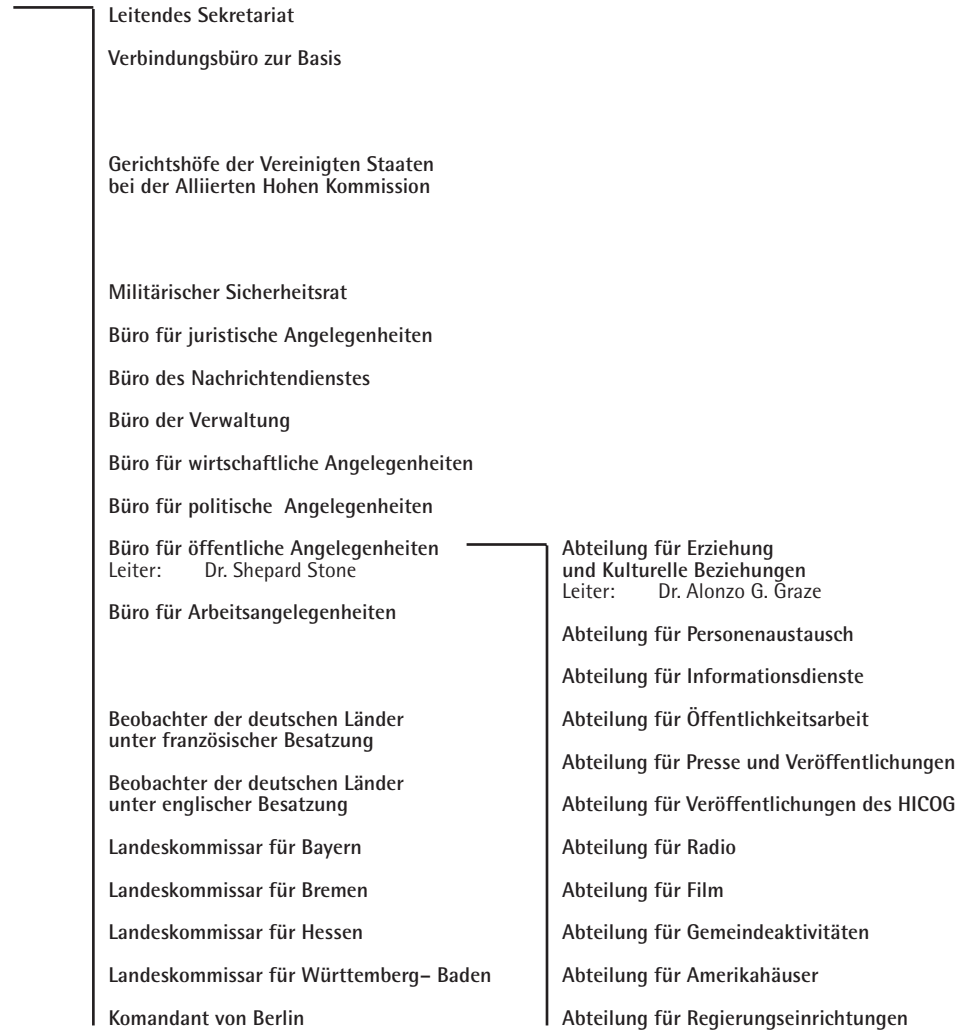 Leitendes Sekretariat
Verbindungsbüro zur Basis
Gerichtshöfe der Vereinigten Staaten
bei der Alliierten Hohen Kommission
Militärischer Sicherheitsrat
Büro für juristische Angelegenheiten
Büro des Nachrichtendienstes
Büro der Verwaltung
Büro für wirtschaftliche Angelegenheiten
Büro für politische  Angelegenheiten
Büro für öffentliche Angelegenheiten
Leiter: Dr. Shepard Stone
Büro für Arbeitsangelegenheiten
Beobachter der deutschen Länder
unter französischer Besatzung
Beobachter der deutschen Länder
unter englischer Besatzung
Landeskommissar für Bayern
Landeskommissar für Bremen
Landeskommissar für Hessen
Landeskommissar für Württemberg– Baden
Komandant von Berlin
Abteilung für Erziehung
und Kulturelle Beziehungen
Leiter: Dr. Alonzo G. Graze
Abteilung für Personenaustausch
Abteilung für Informationsdienste
Abteilung für Öffentlichkeitsarbeit
Abteilung für Presse und Veröffentlichungen
Abteilung für Veröffentlichungen des HICOG
Abteilung für Radio
Abteilung für Film
Abteilung für Gemeindeaktivitäten
Abteilung für Amerikahäuser
Abteilung für Regierungseinrichtungen